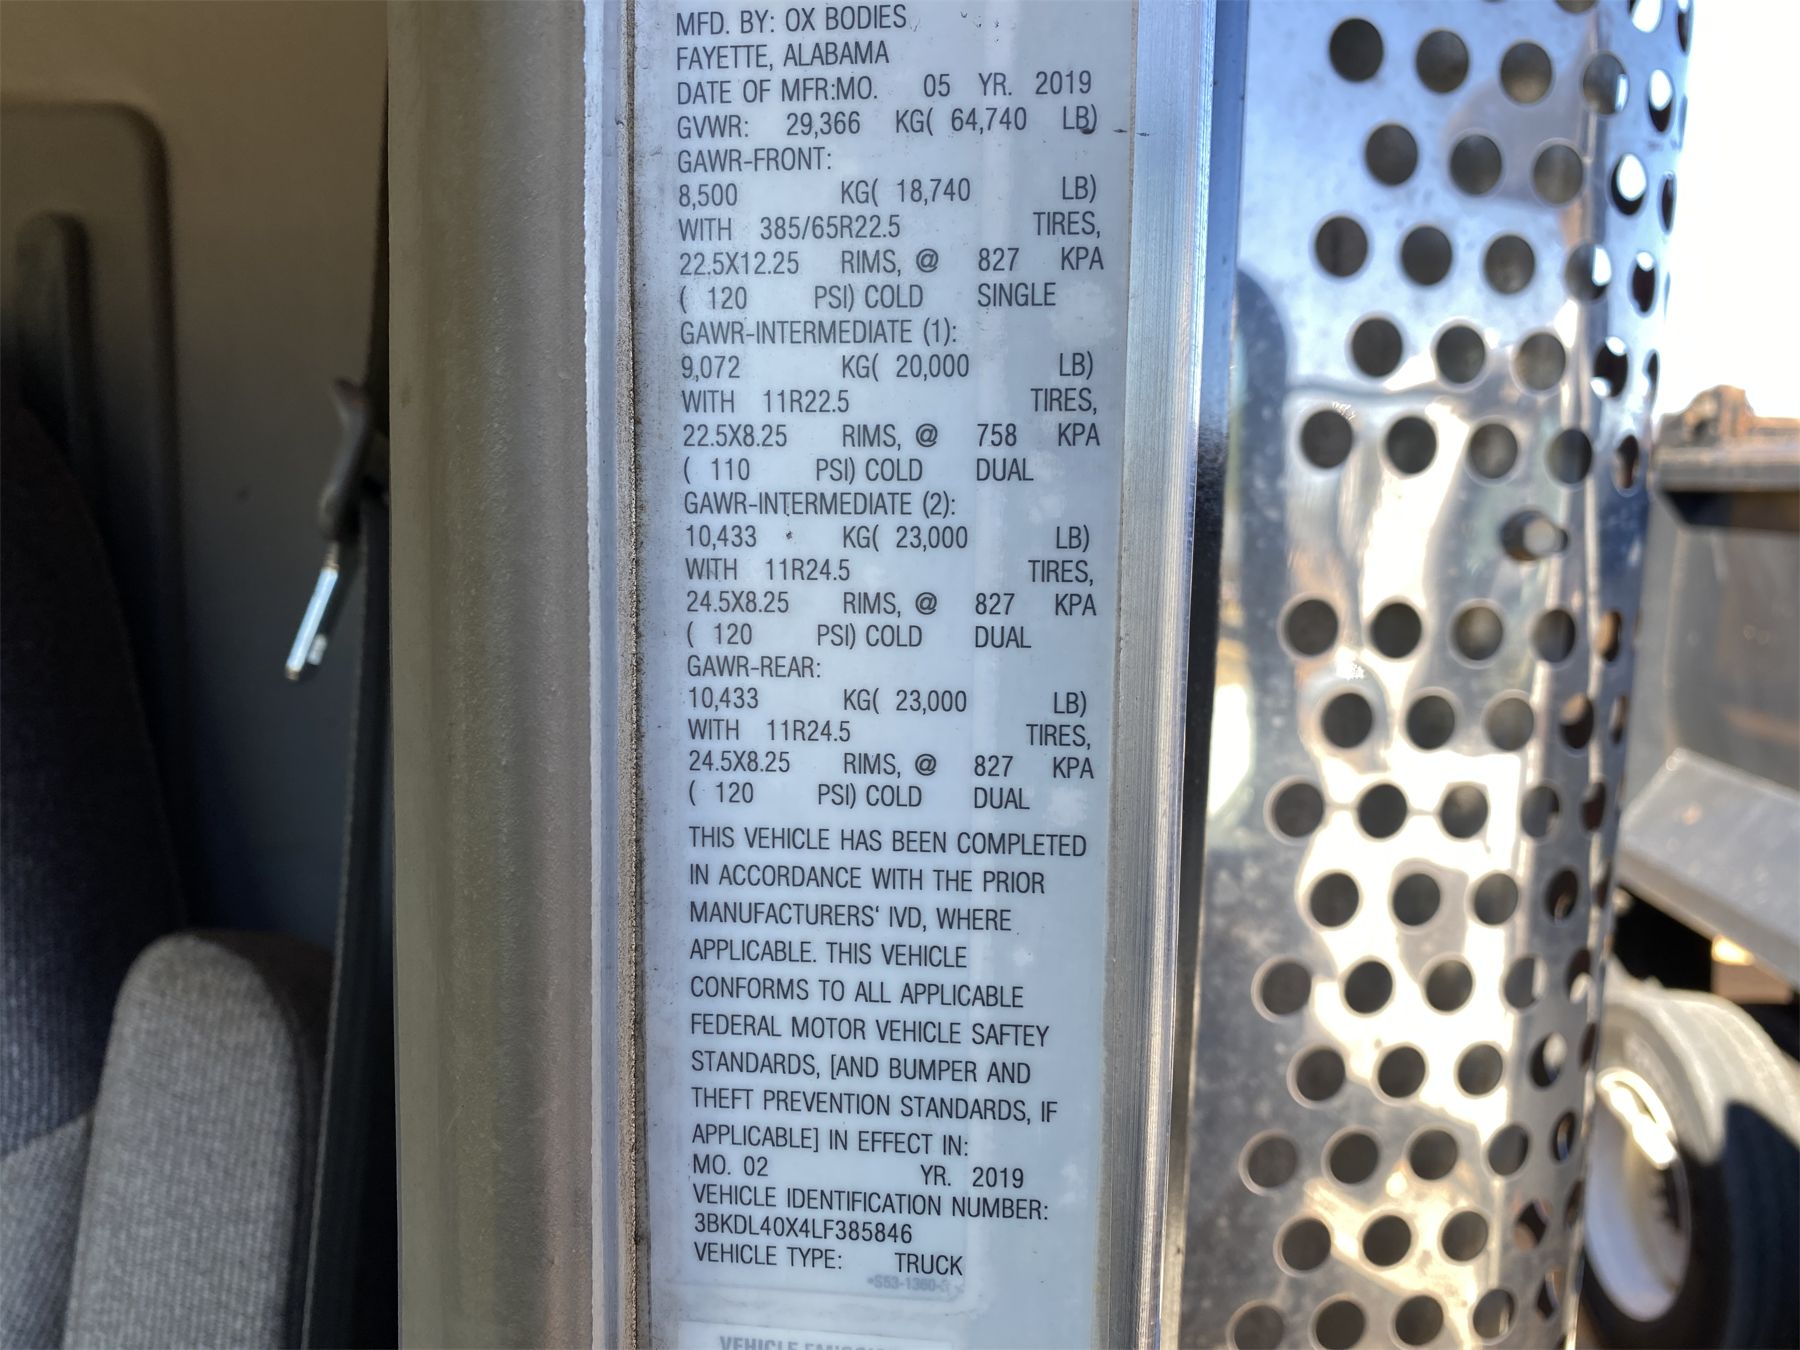 MFD. BY: OX BODIES
FAYETTE, ALABAMA
DATE OF MFR:MO. 05 YR. 2019
GVWR: 29,366 KG( 64,740 LB)
GAWR-FRONT:
8,500 KG( 18,740 LB)
WITH 385/65R22.5 TIRES,
22.5X12.25 RIMS, @ 827 KPA
( 120 PSI) COLD SINGLE
GAWR-INTERMEDIATE (1):
9,072 KG( 20,000 LB)
WITH 11R22.5 TIRES,
22.5X8.25 RIMS, @ 758 KPA
( 110 PSI) COLD DUAL
GAWR-INTERMEDIATE (2):
10,433 KG( 23,000 LB)
WITH 11R24.5 TIRES,
24.5X8.25 RIMS, @ 827 KPA
( 120 PSI) COLD DUAL
GAWR-REAR:
10,433 KG( 23,000 LB)
WITH 11R24.5 TIRES,
24.5X8.25 RIMS, @ 827 KPA
( 120 PSI) COLD DUAL
THIS VEHICLE HAS BEEN COMPLETED
IN ACCORDANCE WITH THE PRIOR
MANUFACTURERS' IVD, WHERE
APPLICABLE. THIS VEHICLE
CONFORMS TO ALL APPLICABLE
FEDERAL MOTOR VEHICLE SAFTEY
STANDARDS, [AND BUMPER AND
THEFT PREVENTION STANDARDS, IF
APPLICABLE] IN EFFECT IN:
MO. 02 YR. 2019
VEHICLE IDENTIFICATION NUMBER:
3BKDL40X4LF385846
VEHICLE TYPE: TRUCK
VEHICLE